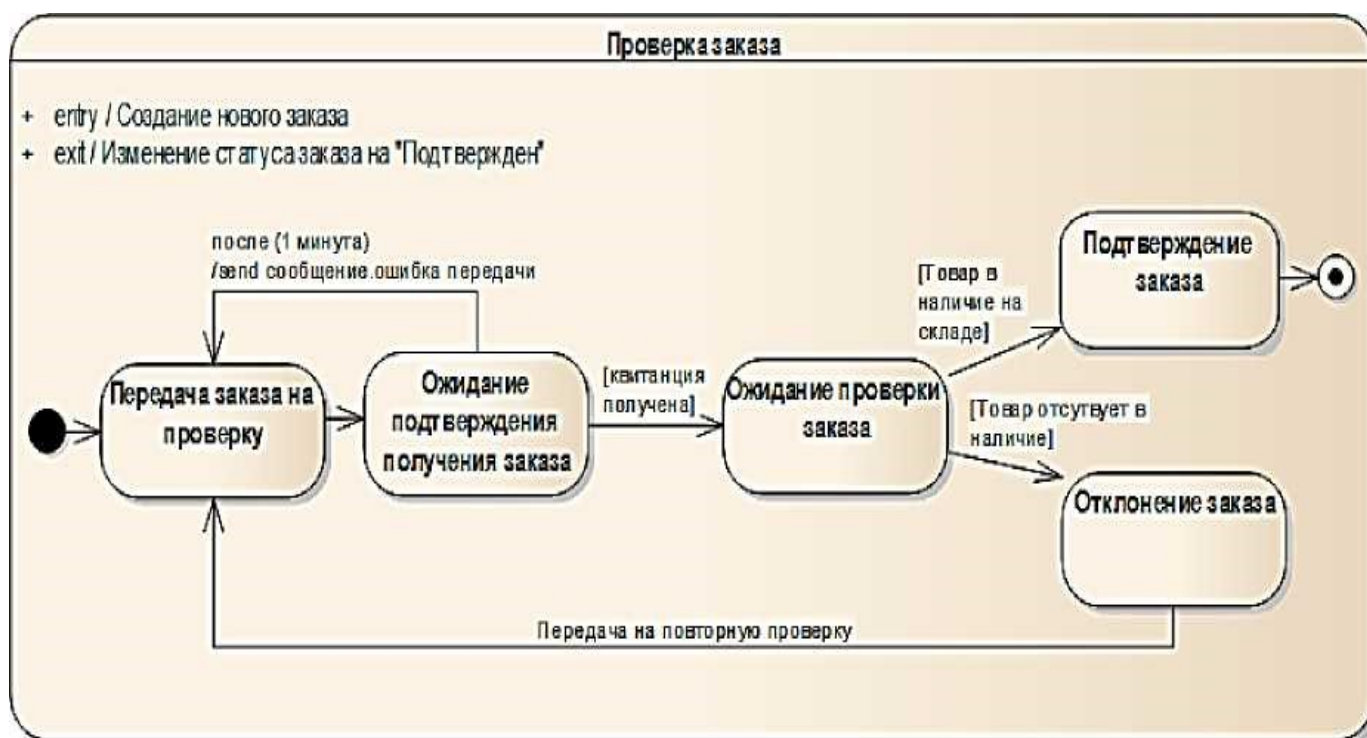 Проверка заказа
+ entry / Создание нового заказа
+ exit / Изменение статуса заказа на "Подтвержден"
после (1 минута)
/send сообщение.ошибка передачи
Передача заказа на
проверку
Ожидание
подтверждения
получения заказа
[квитанция
получена]
Ожидание проверки
заказа
[Товар в
наличие на
складе]
Подтверждение
заказа
[Товар отсутвует в
наличие]
Отклонение заказа
Передача на повторную проверку